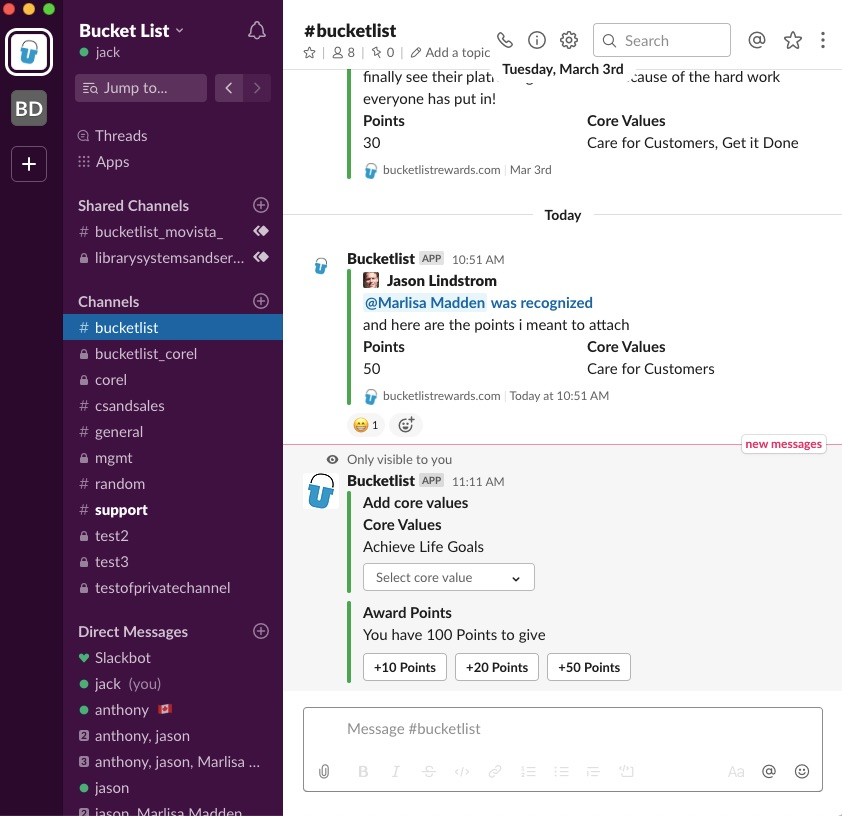 Bucket List
jack
BD
Jump to...
Threads
Apps
Shared Channels
# bucketlist_movista_
librarysystemsandser...
Channels
# bucketlist
bucketlist_corel
corel
# csandsales
# general
mgmt
# random
# support
test2
test3
testofprivatechannel
Direct Messages
Slackbot
jack (you)
anthony
2 anthony, jason
3 anthony, jason, Marlisa ...
jason
2 jason, Marlisa Madden
#bucketlist
8 | 0 | Add a topic
Search
Tuesday, March 3rd
finally see their
cause of the hard work
everyone has put in!
Points Core Values
30 Care for Customers, Get it Done
bucketlistrewards.com | Mar 3rd
Today
Bucketlist APP 10:51 AM
Jason Lindstrom
@Marlisa Madden was recognized
and here are the points i meant to attach
Points Core Values
50 Care for Customers
bucketlistrewards.com | Today at 10:51 AM
1
new messages
Only visible to you
Bucketlist APP 11:11 AM
Add core values
Core Values
Achieve Life Goals
Select core value
Award Points
You have 100 Points to give
+10 Points +20 Points +50 Points
Message #bucketlist
B I S </> Aa @